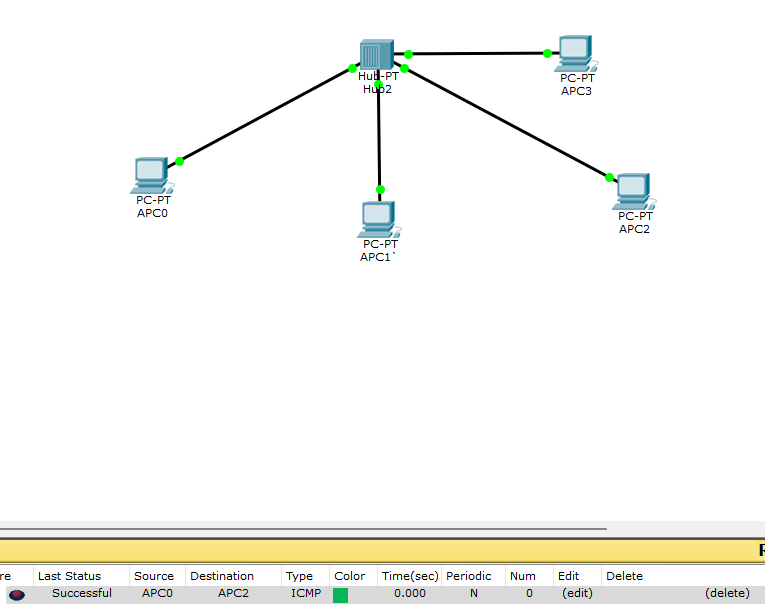 Hub-PT
Hub2
PC-PT
APC3
PC-PT
APC0
PC-PT
APC2
PC-PT
APC1`
re Last Status Source Destination Type Color Time(sec) Periodic Num Edit Delete
Successful APC0 APC2 ICMP 0.000 N 0 (edit) (delete)